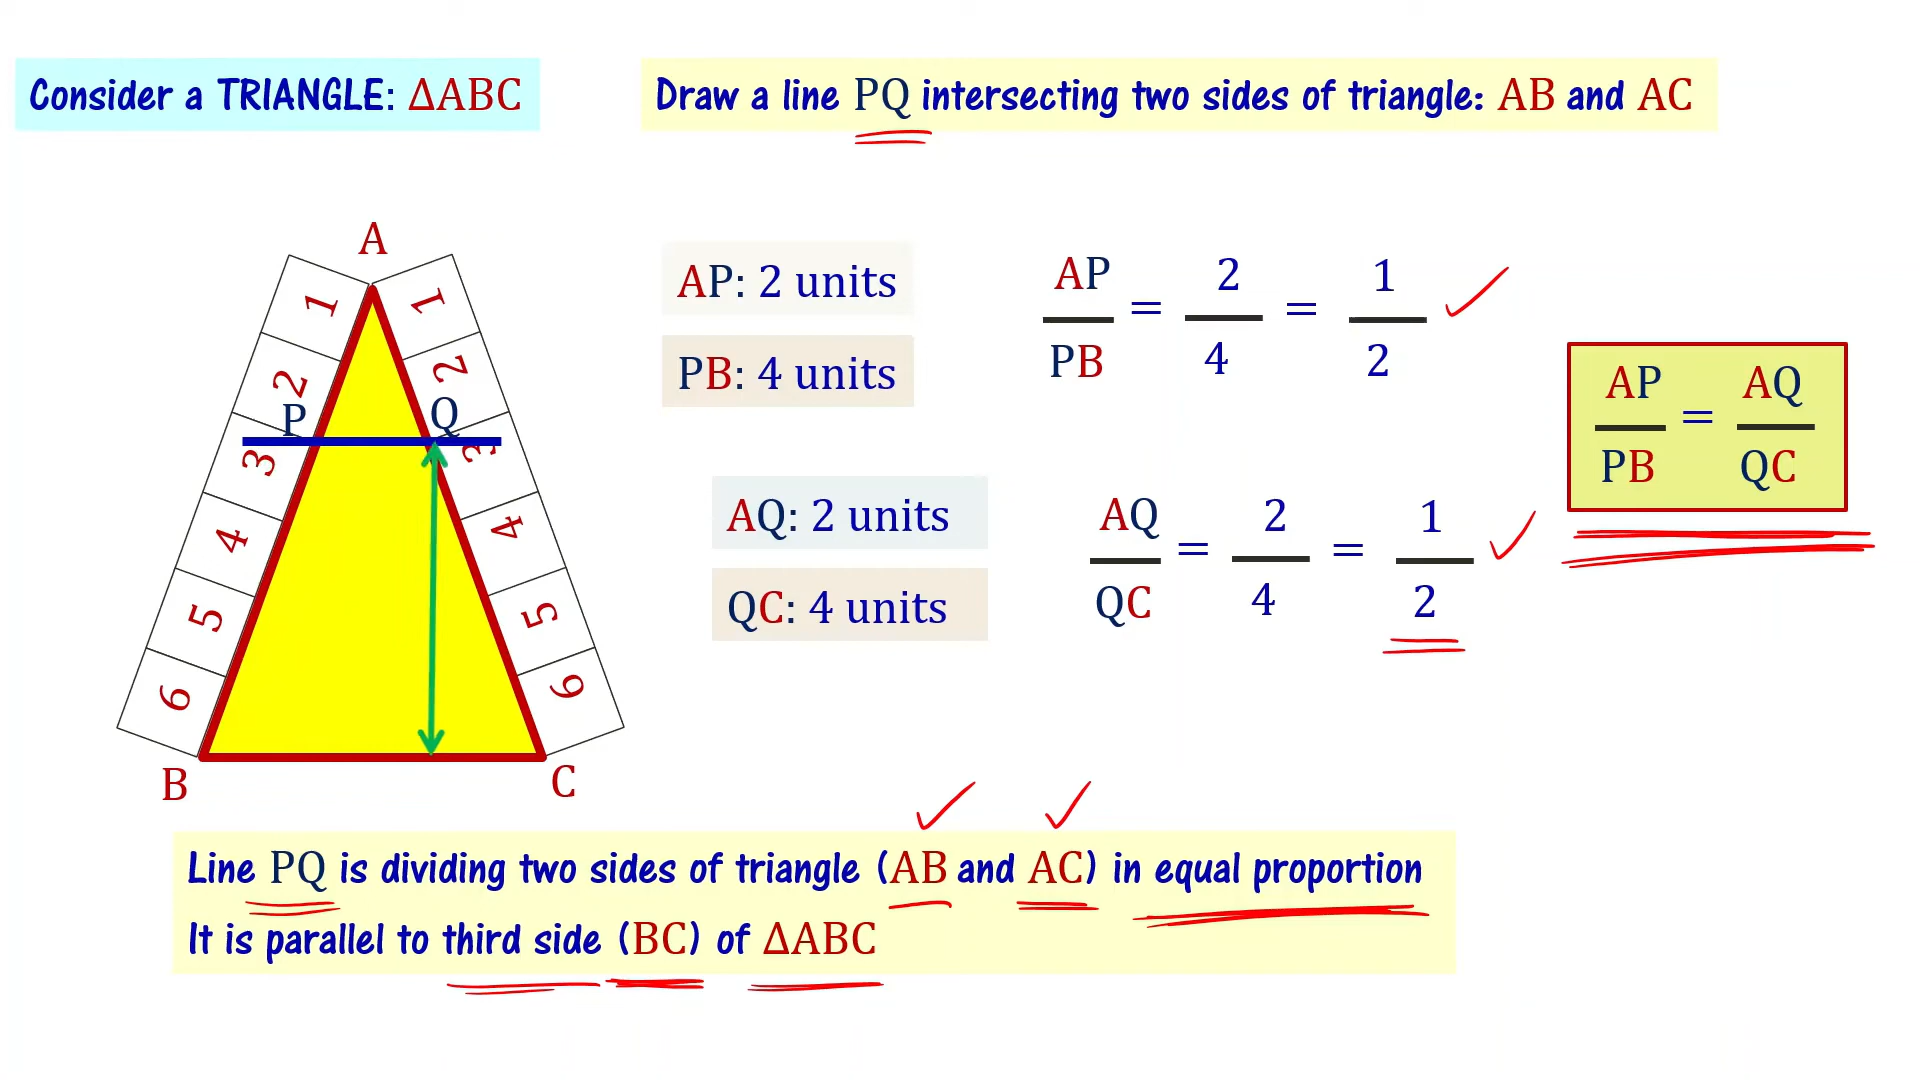 Consider a TRIANGLE: ΔABC
Draw a line PQ intersecting two sides of triangle: AB and AC
A
1 1
2 2
P Q
3 3
4 4
5 5
6 6
B C
AP: 2 units
PB: 4 units
AP/PB = 2/4 = 1/2
AQ: 2 units
QC: 4 units
AQ/QC = 2/4 = 1/2
AP/PB = AQ/QC
Line PQ is dividing two sides of triangle (AB and AC) in equal proportion
It is parallel to third side (BC) of ΔABC